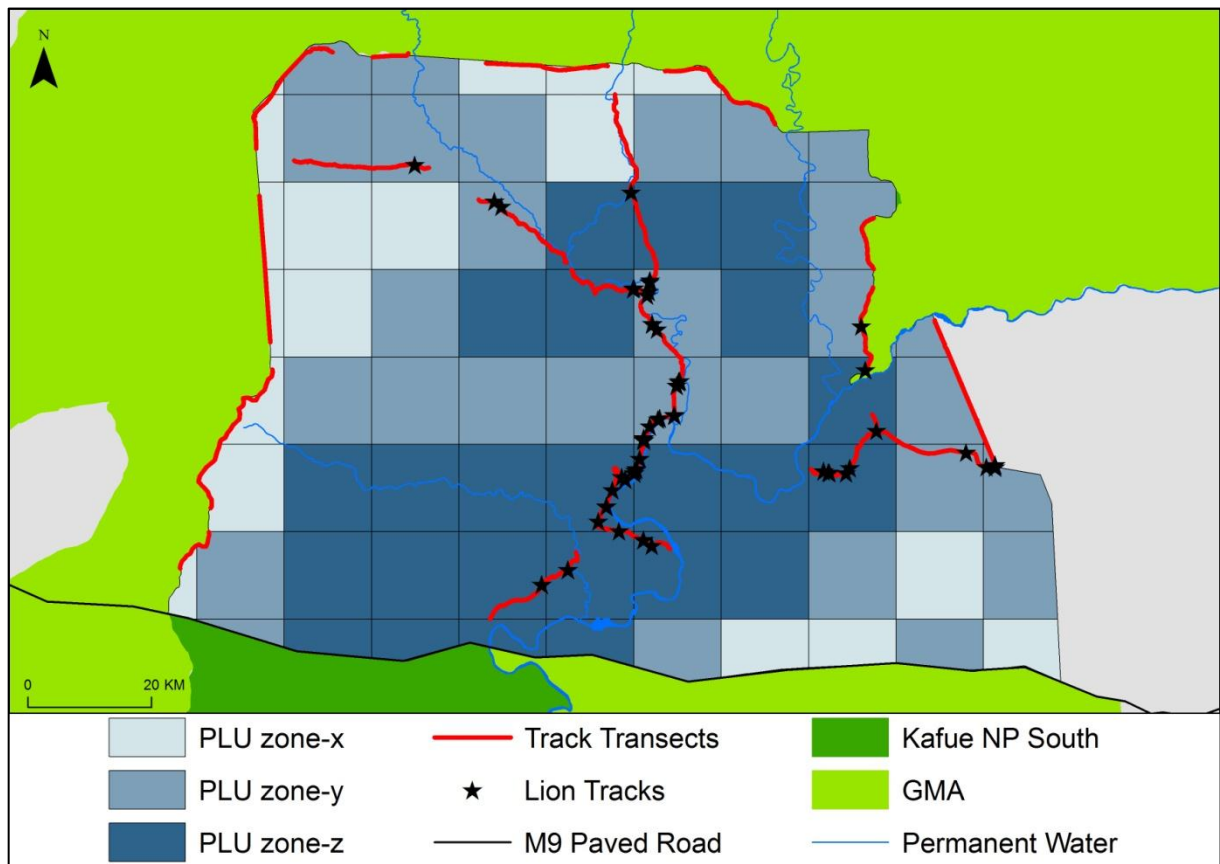 N
0 20 KM
PLU zone-x Track Transects Kafue NP South
PLU zone-y Lion Tracks GMA
PLU zone-z M9 Paved Road Permanent Water